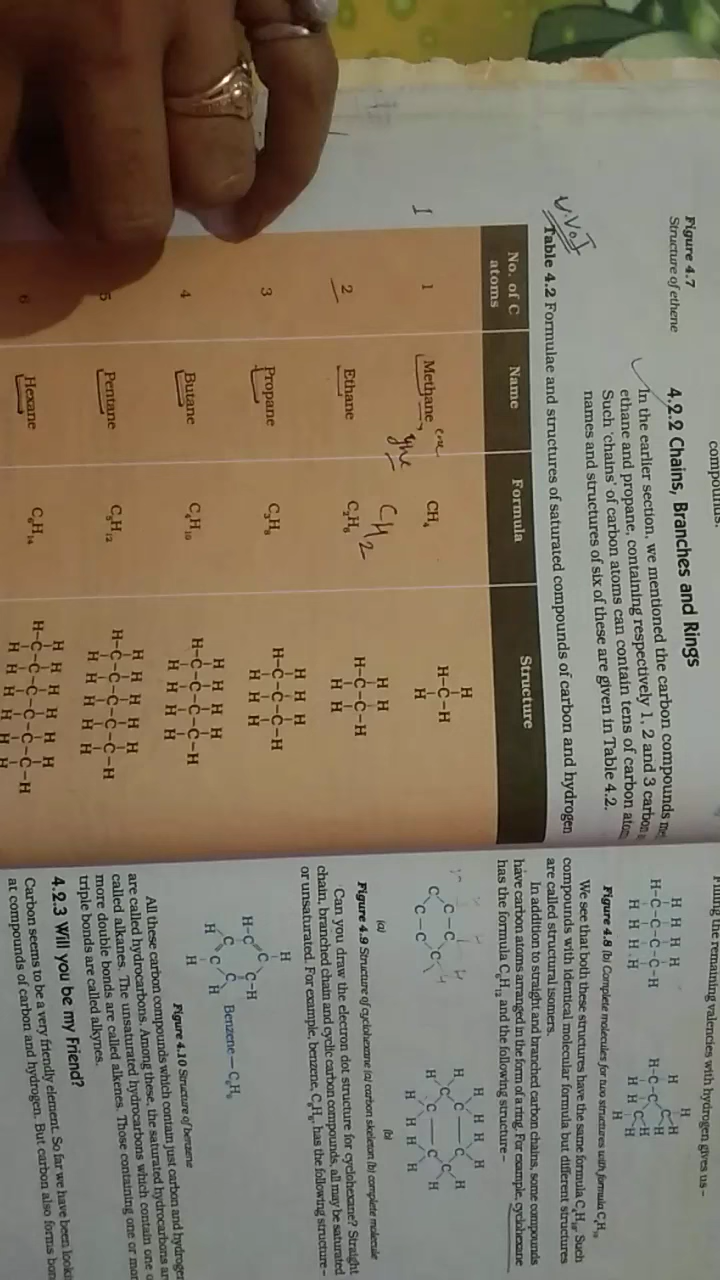 compounds.
Figure 4.7
Structure of ethene
4.2.2 Chains, Branches and Rings
In the earlier section, we mentioned the carbon compounds
ethane and propane, containing respectively 1, 2 and 3 carbon
Such 'chains' of carbon atoms can contain tens of carbon
names and structures of six of these are given in Table 4.2.
V.V.I
Table 4.2 Formulae and structures of saturated compounds of carbon and hydrogen
No. of C atoms Name Formula Structure
1
1 Methane CH₄
ene
yne
CH2
2 Ethane C₂H₆
3 Propane C₃H₈
4 Butane C₄H₁₀
5 Pentane C₅H₁₂
6 Hexane C₆H₁₄
the remaining valencies with hydrogen gives us –
Figure 4.8 (b) Complete molecules for two structures with formula C₄H₁₀
We see that both these structures have the same formula C₄H₁₀. Such
compounds with identical molecular formula but different structures
are called structural isomers.
In addition to straight and branched carbon chains, some compounds
have carbon atoms arranged in the form of a ring. For example, cyclohexane
has the formula C₆H₁₂ and the following structure –
(a) (b)
Figure 4.9 Structure of cyclohexane (a) carbon skeleton (b) complete molecule
Can you draw the electron dot structure for cyclohexane? Straight
chain, branched chain and cyclic carbon compounds, all may be saturated
or unsaturated. For example, benzene, C₆H₆, has the following structure –
Benzene — C₆H₆
Figure 4.10 Structure of benzene
All these carbon compounds which contain just carbon and hydrogen
are called hydrocarbons. Among these, the saturated hydrocarbons
called alkanes. The unsaturated hydrocarbons which contain one
more double bonds are called alkenes. Those containing one or
triple bonds are called alkynes.
4.2.3 Will you be my Friend?
Carbon seems to be a very friendly element. So far we have been
at compounds of carbon and hydrogen. But carbon also forms